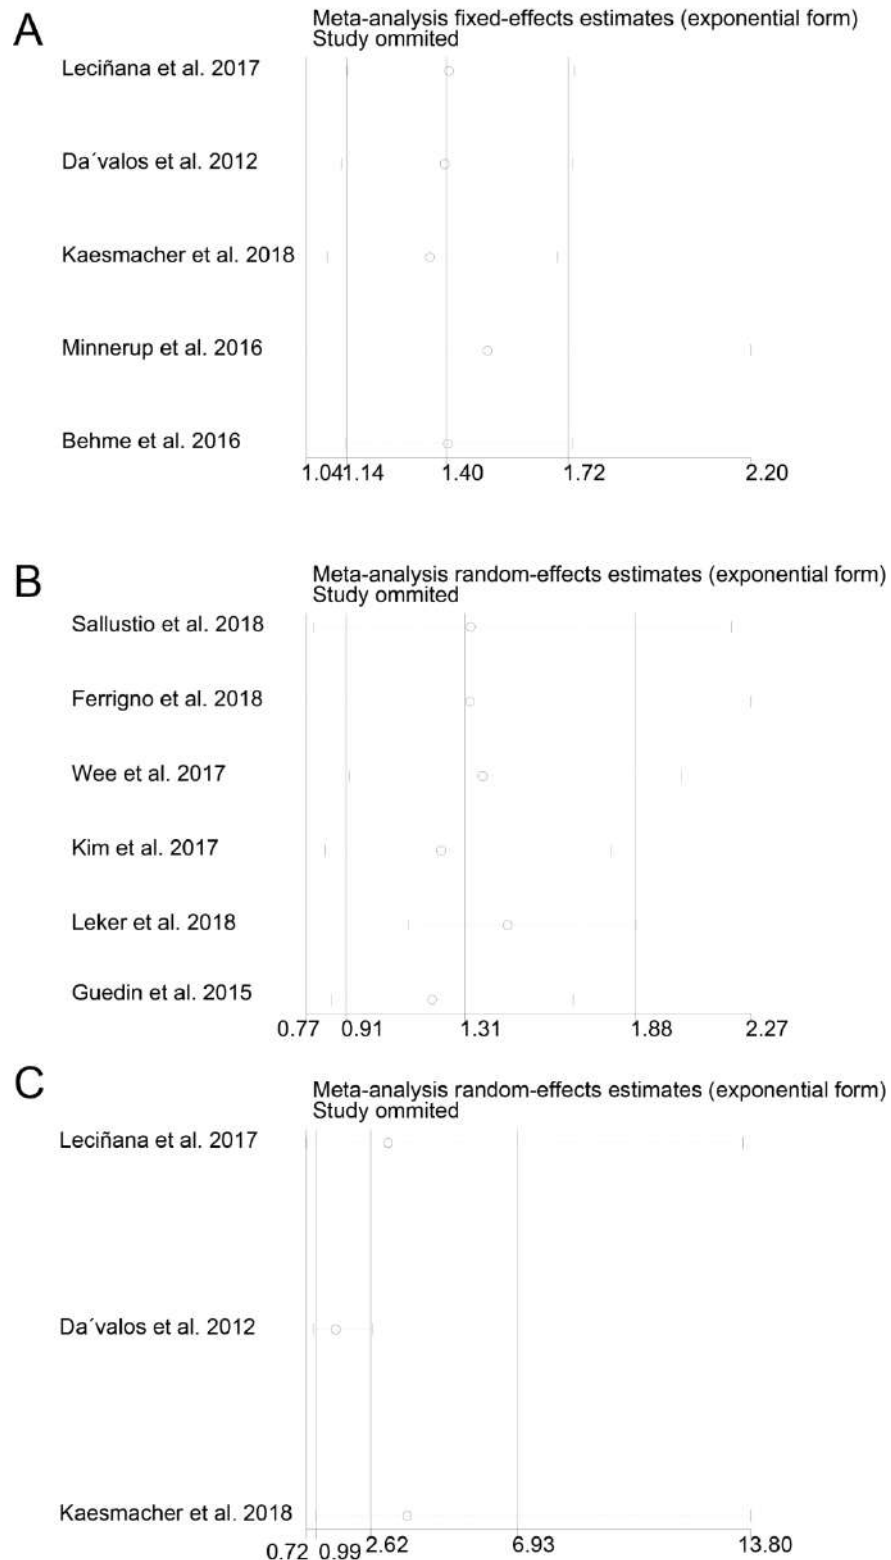 A
Meta-analysis fixed-effects estimates (exponential form)
Study ommited
Leciñana et al. 2017
Da´valos et al. 2012
Kaesmacher et al. 2018
Minnerup et al. 2016
Behme et al. 2016
1.04 1.14 1.40 1.72 2.20
B
Meta-analysis random-effects estimates (exponential form)
Study ommited
Sallustio et al. 2018
Ferrigno et al. 2018
Wee et al. 2017
Kim et al. 2017
Leker et al. 2018
Guedin et al. 2015
0.77 0.91 1.31 1.88 2.27
C
Meta-analysis random-effects estimates (exponential form)
Study ommited
Leciñana et al. 2017
Da´valos et al. 2012
Kaesmacher et al. 2018
0.72 0.99 2.62 6.93 13.80